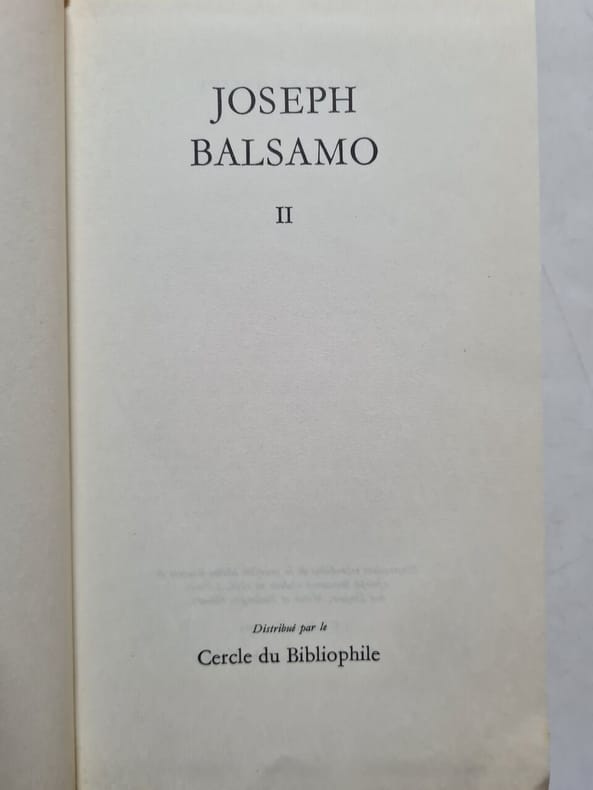 JOSEPH
BALSAMO
II
Distribué par le
Cercle du Bibliophile